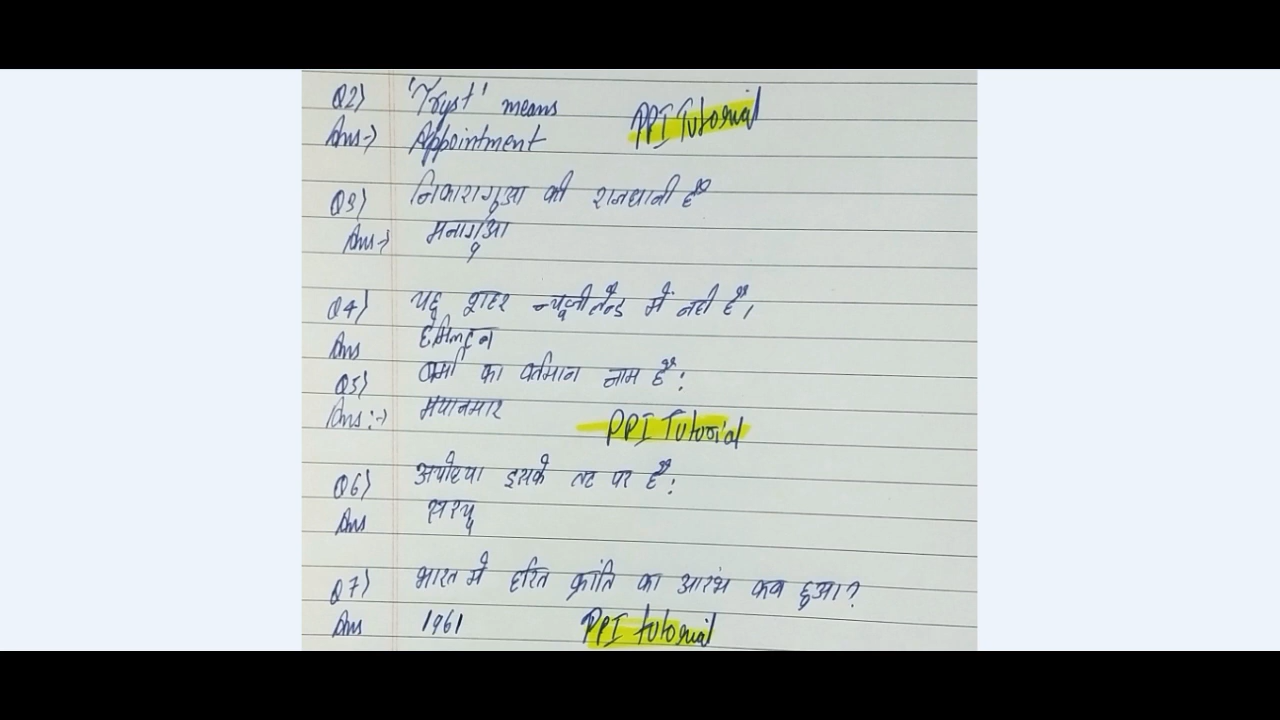 Q2) 'Tryst' means PPI Tutorial
Ans-> Appointment
Q3) निकारागुआ की राजधानी है
Ans-> मनागुआ
Q4) यह शहर न्यूजीलैन्ड में नही है।
Ans हैमिल्टन
Q5) बर्मा का वर्तमान नाम है:
Ans:-> मयानमार PPI Tutorial
Q6) अयोध्या इसके तट पर है:
Ans सरयू
Q7) भारत मे हरित क्रांति का आरंभ कब हुआ?
Ans 1961 PPI tutorial